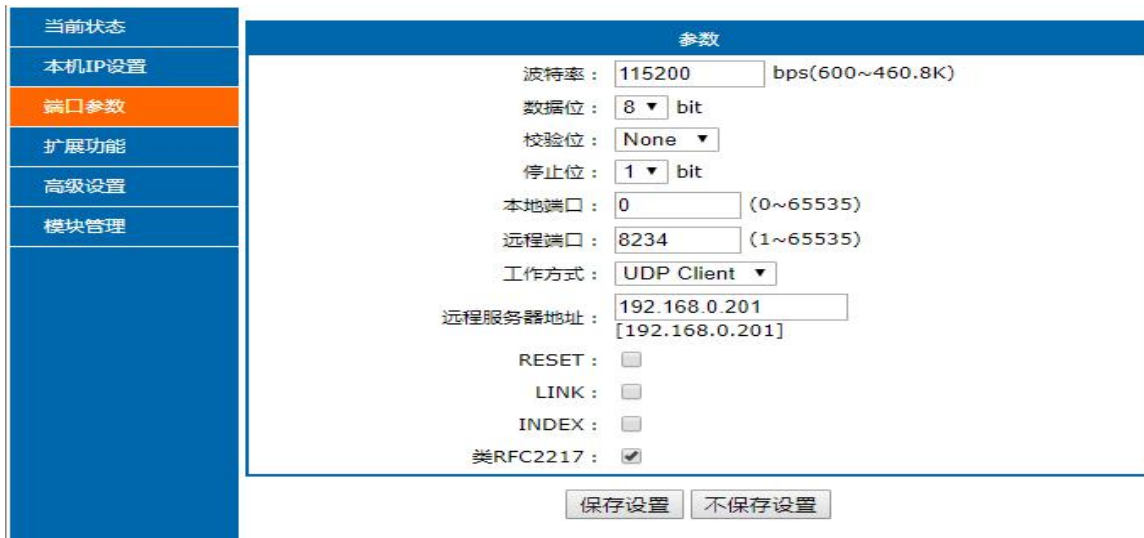 当前状态
本机IP设置
端口参数
扩展功能
高级设置
模块管理
参数
波特率： 115200 bps(600~460.8K)
数据位： 8 bit
校验位： None
停止位： 1 bit
本地端口： 0 (0~65535)
远程端口： 8234 (1~65535)
工作方式： UDP Client
远程服务器地址： 192.168.0.201
[192.168.0.201]
RESET：
LINK：
INDEX：
类RFC2217：
保存设置 不保存设置